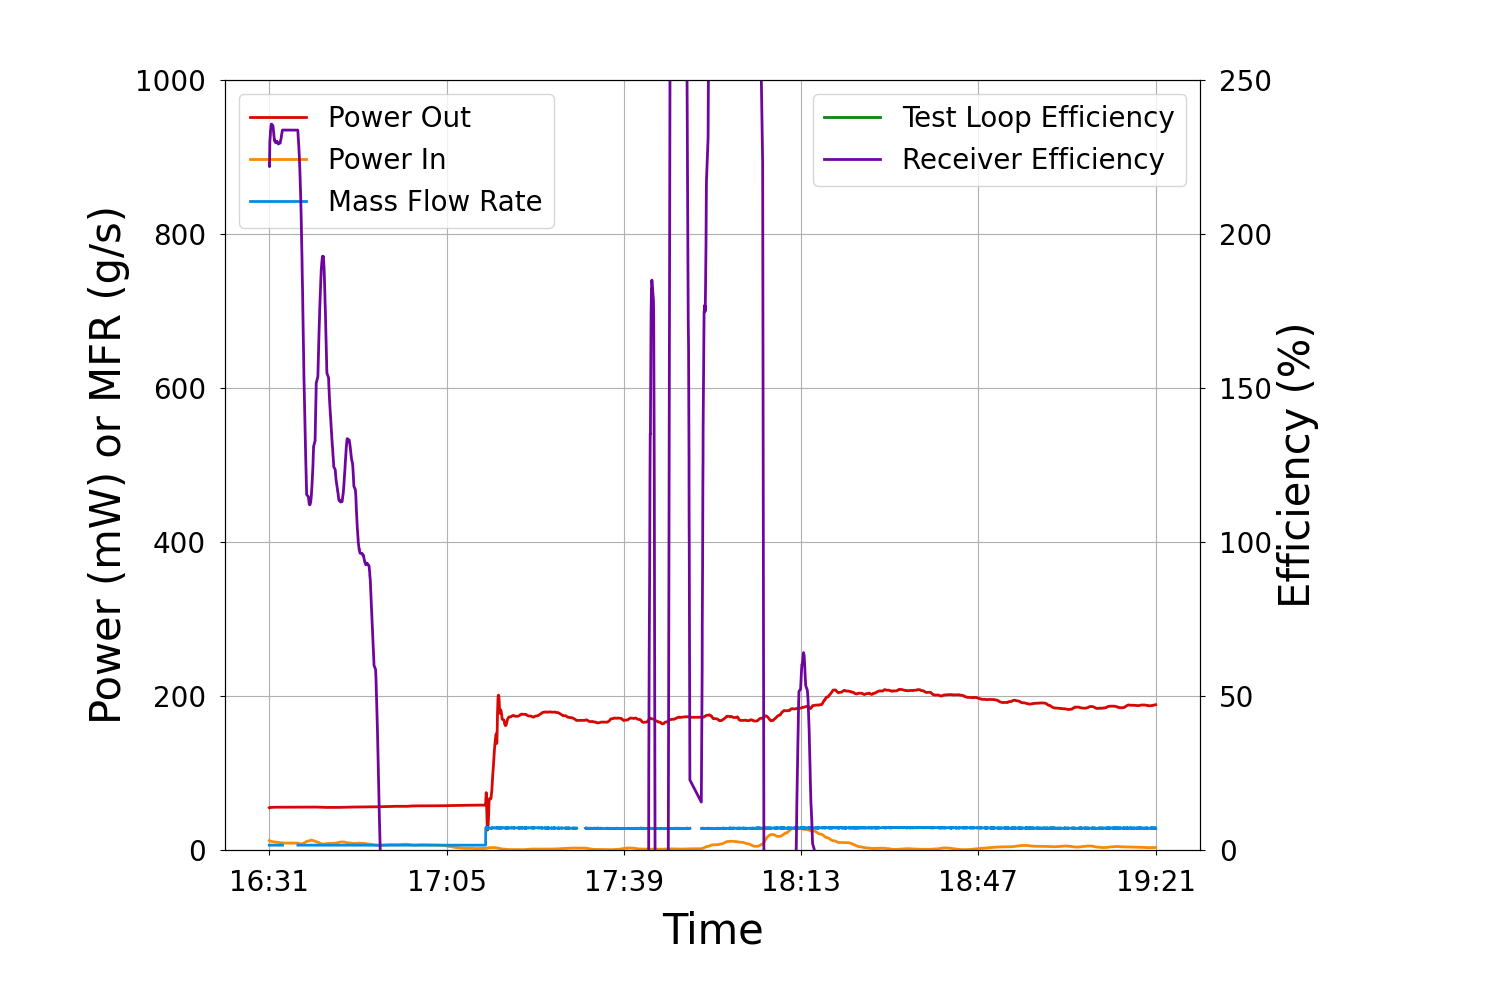 1000
800
600
400
200
0
Power (mW) or MFR (g/s)
Power Out
Power In
Mass Flow Rate
Test Loop Efficiency
Receiver Efficiency
250
200
150
100
50
0
Efficiency (%)
16:31 17:05 17:39 18:13 18:47 19:21
Time